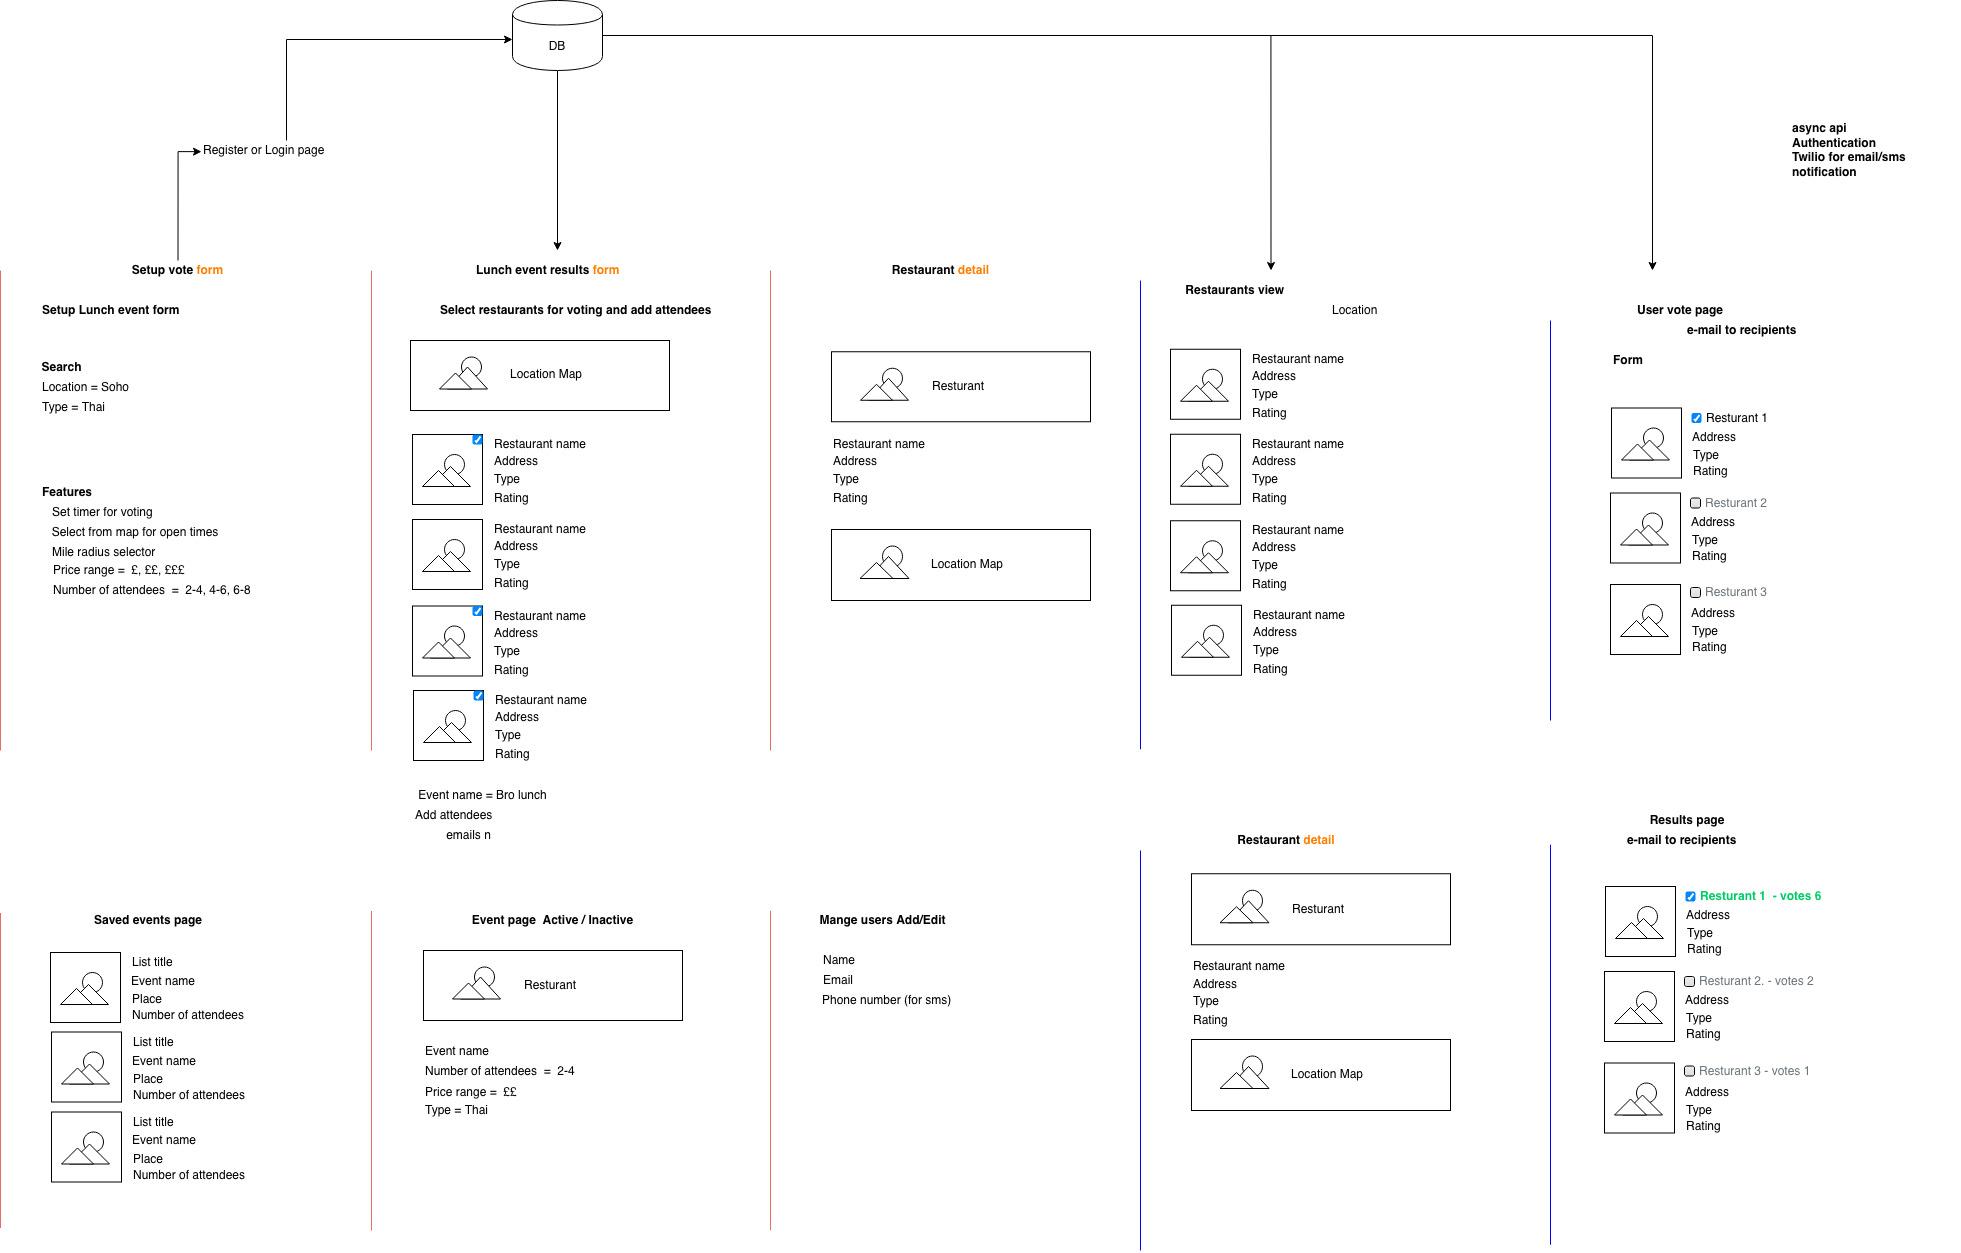 DB
Register or Login page
async api
Authentication
Twilio for email/sms
notification
Setup vote form
Setup Lunch event form
Search
Location = Soho
Type = Thai
Features
Set timer for voting
Select from map for open times
Mile radius selector
Price range =  £, ££, £££
Number of attendees  =  2-4, 4-6, 6-8
Lunch event results form
Select restaurants for voting and add attendees
Location Map
Restaurant name
Address
Type
Rating
Restaurant name
Address
Type
Rating
Restaurant name
Address
Type
Rating
Restaurant name
Address
Type
Rating
Event name = Bro lunch
Add attendees
emails n
Restaurant detail
Resturant
Restaurant name
Address
Type
Rating
Location Map
Restaurants view
Location
Restaurant name
Address
Type
Rating
Restaurant name
Address
Type
Rating
Restaurant name
Address
Type
Rating
Restaurant name
Address
Type
Rating
User vote page
e-mail to recipients
Form
Resturant 1
Address
Type
Rating
Resturant 2
Address
Type
Rating
Resturant 3
Address
Type
Rating
Saved events page
List title
Event name
Place
Number of attendees
List title
Event name
Place
Number of attendees
List title
Event name
Place
Number of attendees
Event page  Active / Inactive
Resturant
Event name
Number of attendees  =  2-4
Price range =  ££
Type = Thai
Mange users Add/Edit
Name
Email
Phone number (for sms)
Restaurant detail
Resturant
Restaurant name
Address
Type
Rating
Location Map
Results page
e-mail to recipients
Resturant 1  - votes 6
Address
Type
Rating
Resturant 2. - votes 2
Address
Type
Rating
Resturant 3 - votes 1
Address
Type
Rating